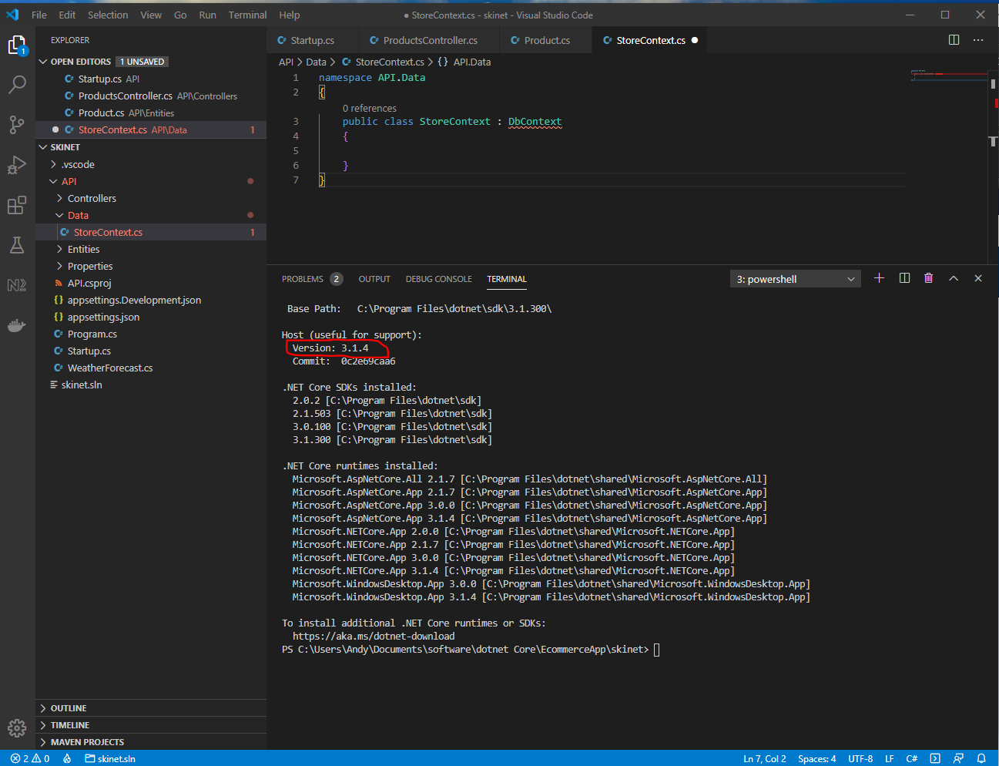 File Edit Selection View Go Run Terminal Help ● StoreContext.cs - skinet - Visual Studio Code
EXPLORER
OPEN EDITORS 1 UNSAVED
Startup.cs API
ProductsController.cs API\Controllers
Product.cs API\Entities
StoreContext.cs API\Data 1
SKINET
.vscode
API
Controllers
Data
StoreContext.cs 1
Entities
Properties
API.csproj
appsettings.Development.json
appsettings.json
Program.cs
Startup.cs
WeatherForecast.cs
skinet.sln
OUTLINE
TIMELINE
MAVEN PROJECTS
Startup.cs ProductsController.cs Product.cs StoreContext.cs
API > Data > StoreContext.cs > {} API.Data
1 namespace API.Data
2 {
0 references
3 public class StoreContext : DbContext
4 {
5
6 }
7 }
PROBLEMS 2 OUTPUT DEBUG CONSOLE TERMINAL 3: powershell
Base Path: C:\Program Files\dotnet\sdk\3.1.300\
Host (useful for support):
Version: 3.1.4
Commit: 0c2e69caa6
.NET Core SDKs installed:
2.0.2 [C:\Program Files\dotnet\sdk]
2.1.503 [C:\Program Files\dotnet\sdk]
3.0.100 [C:\Program Files\dotnet\sdk]
3.1.300 [C:\Program Files\dotnet\sdk]
.NET Core runtimes installed:
Microsoft.AspNetCore.All 2.1.7 [C:\Program Files\dotnet\shared\Microsoft.AspNetCore.All]
Microsoft.AspNetCore.App 2.1.7 [C:\Program Files\dotnet\shared\Microsoft.AspNetCore.App]
Microsoft.AspNetCore.App 3.0.0 [C:\Program Files\dotnet\shared\Microsoft.AspNetCore.App]
Microsoft.AspNetCore.App 3.1.4 [C:\Program Files\dotnet\shared\Microsoft.AspNetCore.App]
Microsoft.NETCore.App 2.0.0 [C:\Program Files\dotnet\shared\Microsoft.NETCore.App]
Microsoft.NETCore.App 2.1.7 [C:\Program Files\dotnet\shared\Microsoft.NETCore.App]
Microsoft.NETCore.App 3.0.0 [C:\Program Files\dotnet\shared\Microsoft.NETCore.App]
Microsoft.NETCore.App 3.1.4 [C:\Program Files\dotnet\shared\Microsoft.NETCore.App]
Microsoft.WindowsDesktop.App 3.0.0 [C:\Program Files\dotnet\shared\Microsoft.WindowsDesktop.App]
Microsoft.WindowsDesktop.App 3.1.4 [C:\Program Files\dotnet\shared\Microsoft.WindowsDesktop.App]
To install additional .NET Core runtimes or SDKs:
https://aka.ms/dotnet-download
PS C:\Users\Andy\Documents\software\dotnet Core\EcommerceApp\skinet>
2 0 skinet.sln Ln 7, Col 2 Spaces: 4 UTF-8 LF C#